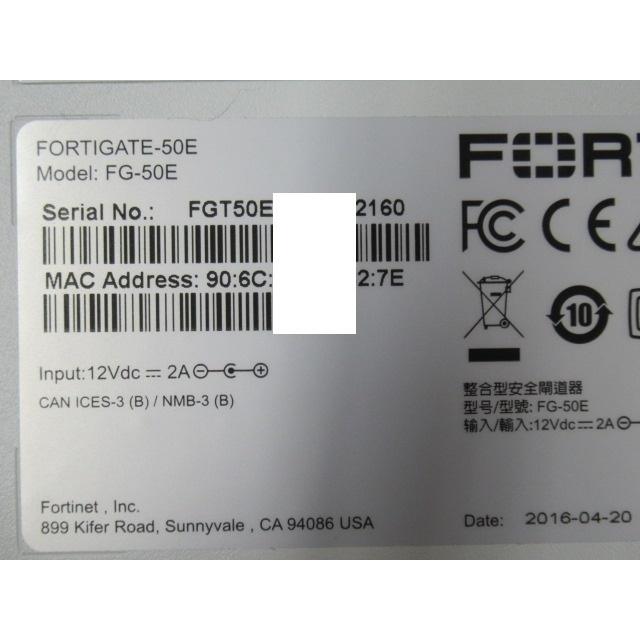 FORTIGATE-50E
Model: FG-50E
Serial No.: FGT50E 2160
MAC Address: 90:6C: 2:7E
Input:12Vdc ⎓ 2A
CAN ICES-3 (B) / NMB-3 (B)
Fortinet , Inc.
899 Kifer Road, Sunnyvale , CA 94086 USA
FORT
FC CE
10
整合型安全閘道器
型号/型號: FG-50E
输入/輸入:12Vdc ⎓ 2A
Date: 2016-04-20